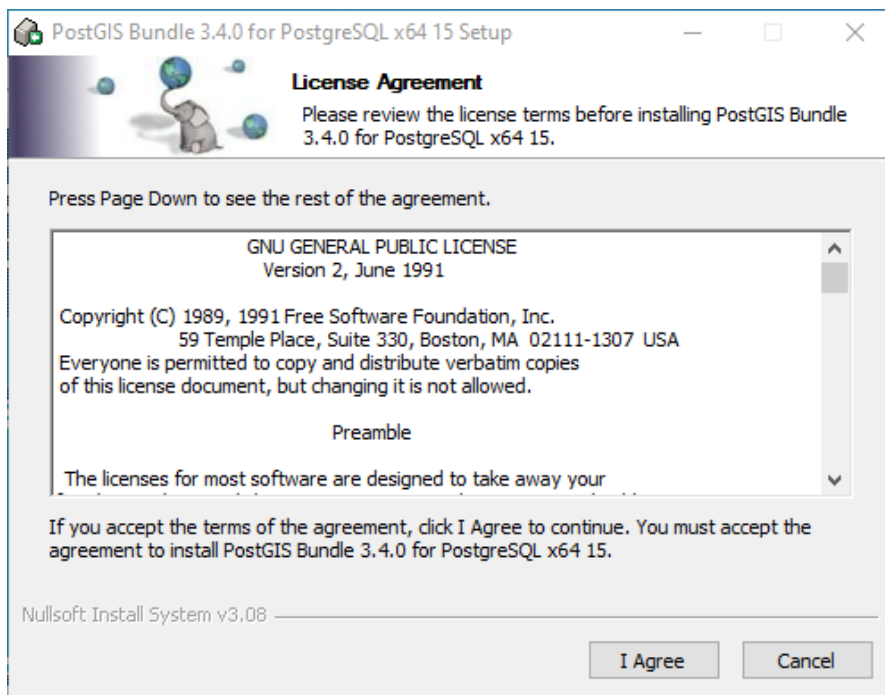 PostGIS Bundle 3.4.0 for PostgreSQL x64 15 Setup
License Agreement
Please review the license terms before installing PostGIS Bundle
3.4.0 for PostgreSQL x64 15.
Press Page Down to see the rest of the agreement.
GNU GENERAL PUBLIC LICENSE
Version 2, June 1991
Copyright (C) 1989, 1991 Free Software Foundation, Inc.
59 Temple Place, Suite 330, Boston, MA  02111-1307  USA
Everyone is permitted to copy and distribute verbatim copies
of this license document, but changing it is not allowed.
Preamble
The licenses for most software are designed to take away your
If you accept the terms of the agreement, click I Agree to continue. You must accept the
agreement to install PostGIS Bundle 3.4.0 for PostgreSQL x64 15.
Nullsoft Install System v3.08
I Agree
Cancel